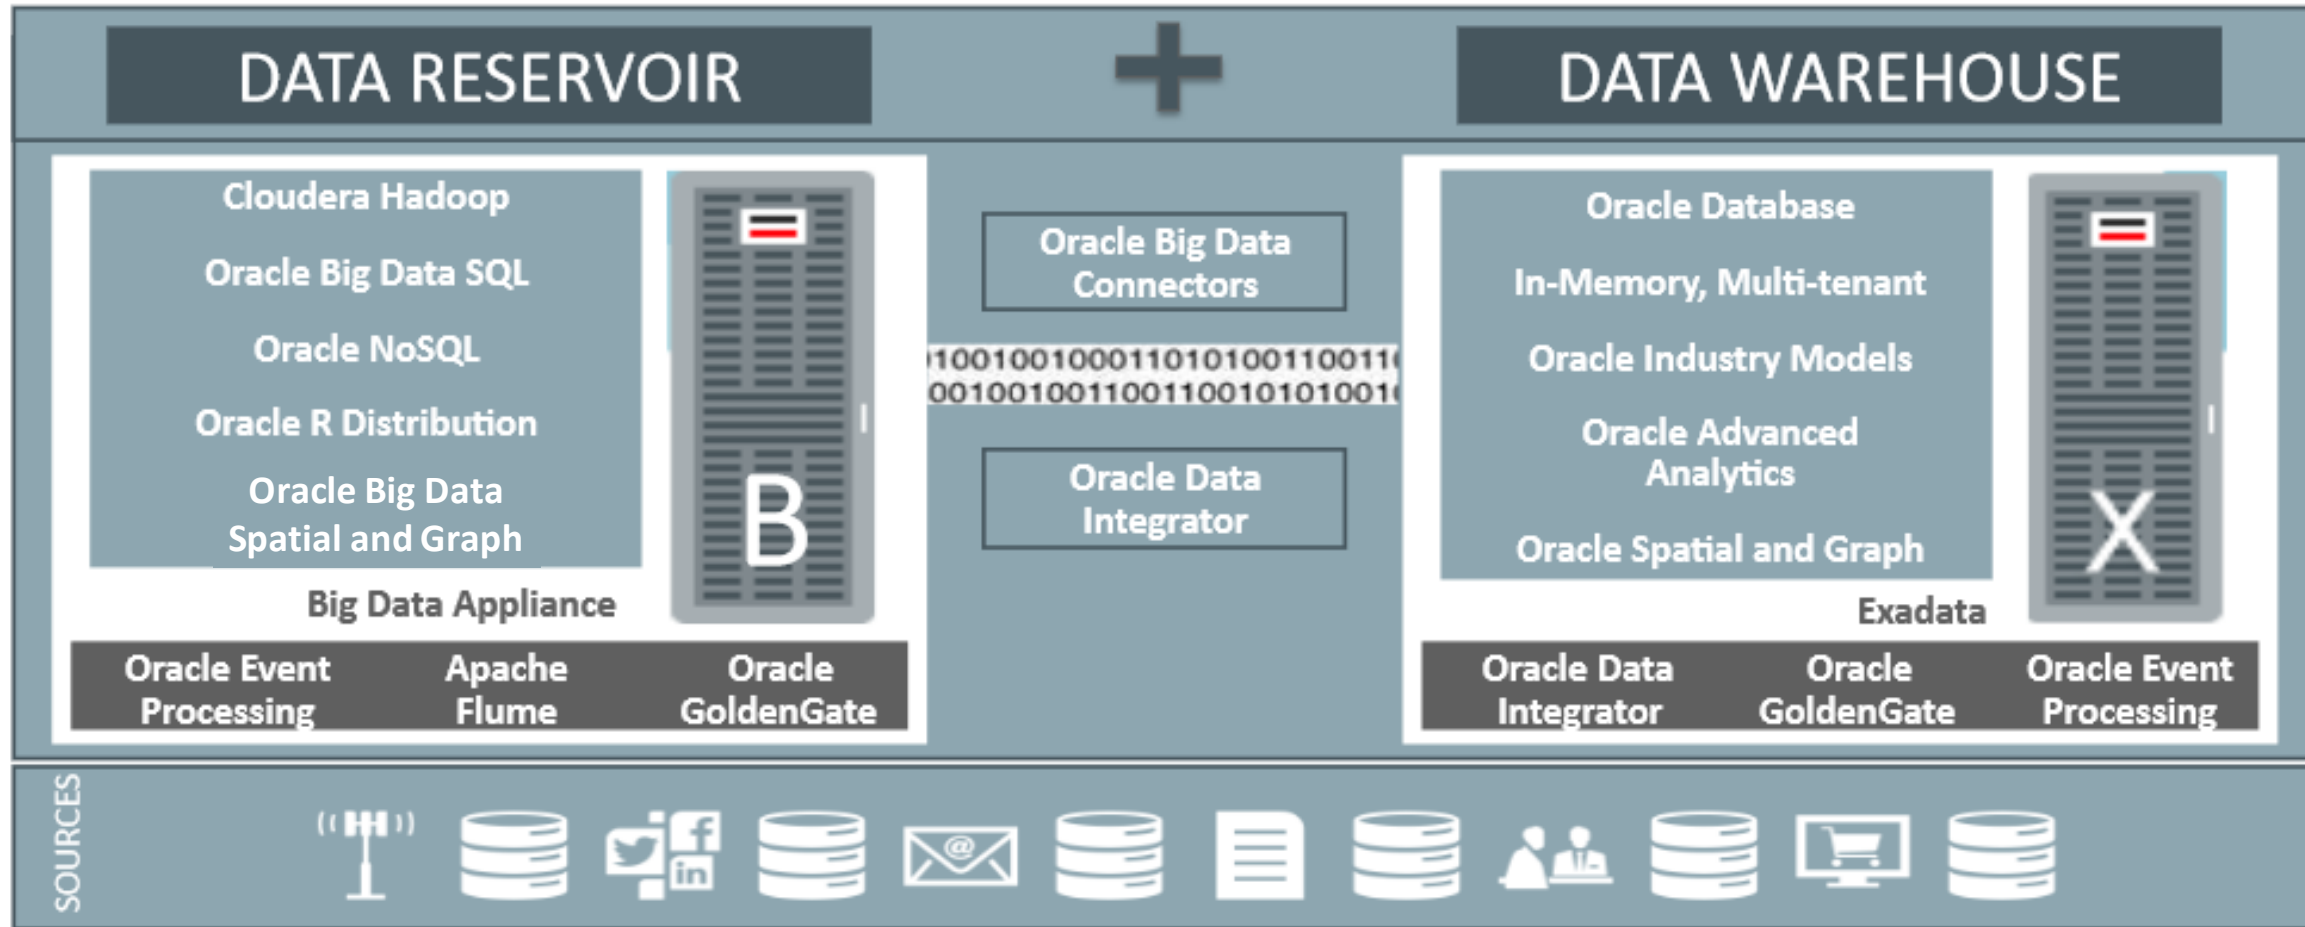 DATA RESERVOIR
DATA WAREHOUSE
Cloudera Hadoop
Oracle Big Data SQL
Oracle NoSQL
Oracle R Distribution
Oracle Big Data
Spatial and Graph
B
Big Data Appliance
Oracle Event
Processing
Apache
Flume
Oracle
GoldenGate
Oracle Big Data
Connectors
Oracle Data
Integrator
Oracle Database
In-Memory, Multi-tenant
Oracle Industry Models
Oracle Advanced
Analytics
Oracle Spatial and Graph
X
Exadata
Oracle Data
Integrator
Oracle
GoldenGate
Oracle Event
Processing
SOURCES
f
in
@